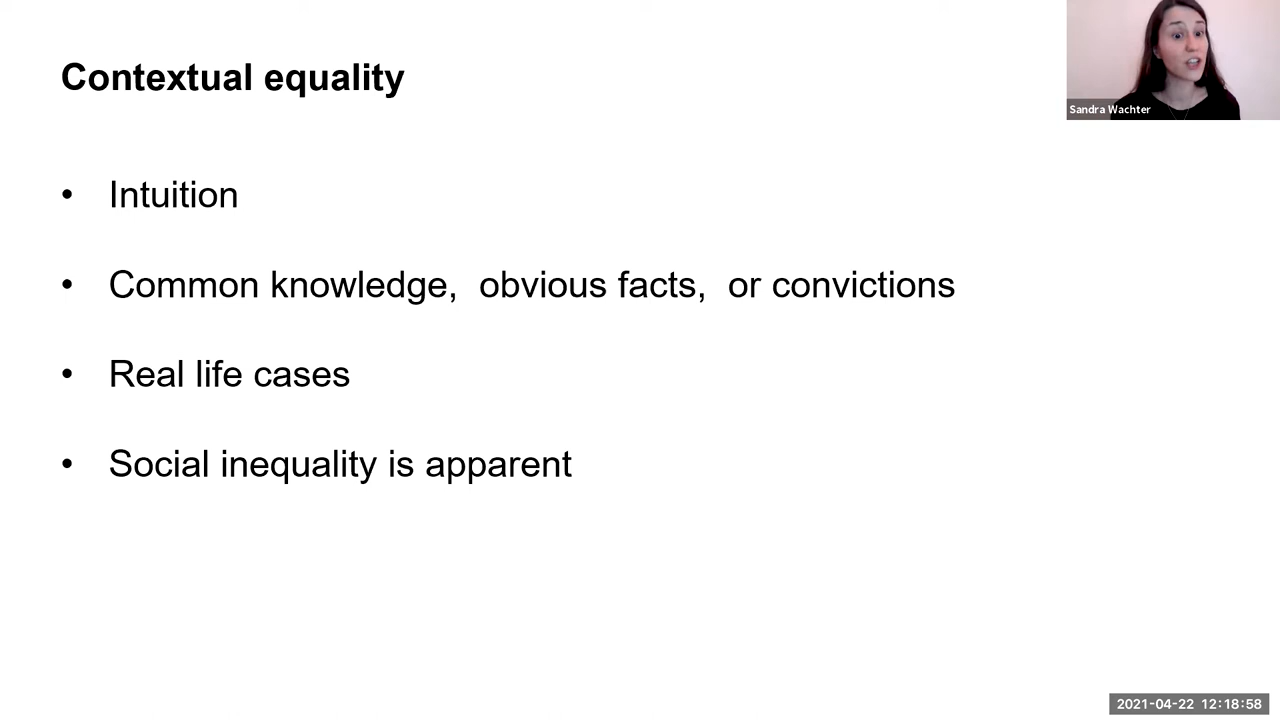 Contextual equality
Sandra Wachter
• Intuition
• Common knowledge, obvious facts, or convictions
• Real life cases
• Social inequality is apparent
2021-04-22 12:18:58